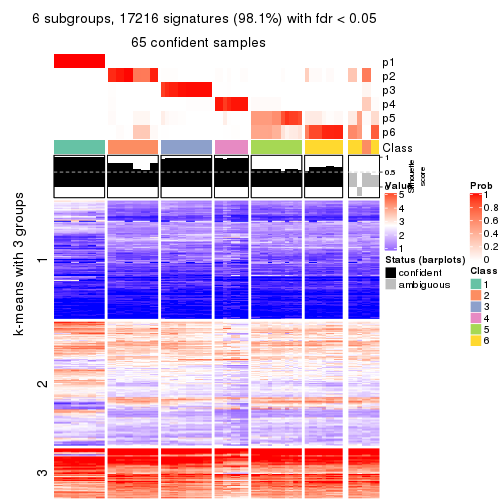 6 subgroups, 17216 signatures (98.1%) with fdr < 0.05
65 confident samples
p1
p2
p3
p4
p5
p6
Class
1
0.5
0
Silhouette
score
k-means with 3 groups
1
2
3
Value
5
4
3
2
1
Status (barplots)
confident
ambiguous
Prob
1
0.8
0.6
0.4
0.2
0
Class
1
2
3
4
5
6